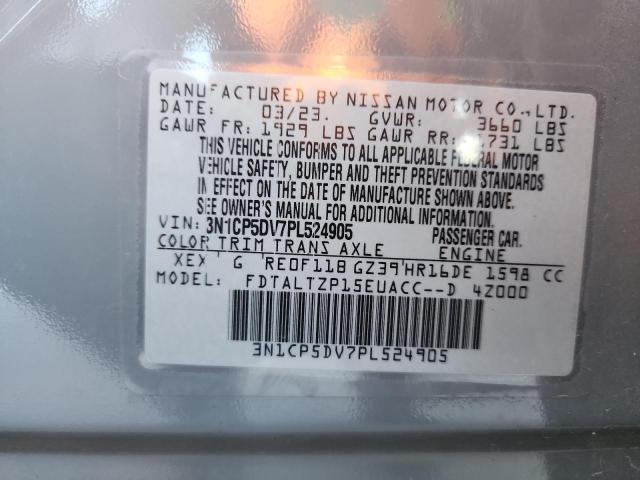 MANUFACTURED BY NISSAN MOTOR CO., LTD.
DATE: 03/23. GVWR: 3660 LBS
GAWR FR: 1929 LBS GAWR RR: 1731 LBS
THIS VEHICLE CONFORMS TO ALL APPLICABLE FEDERAL MOTOR
VEHICLE SAFETY, BUMPER AND THEFT PREVENTION STANDARDS
IN EFFECT ON THE DATE OF MANUFACTURE SHOWN ABOVE.
SEE OWNER'S MANUAL FOR ADDITIONAL INFORMATION.
VIN: 3N1CP5DV7PL524905 PASSENGER CAR.
COLOR TRIM TRANS AXLE ENGINE
XEX G RE0F11B GZ39 HR16DE 1598 CC
MODEL: FDTALTZP15EUACC--D 4Z000
3N1CP5DV7PL524905